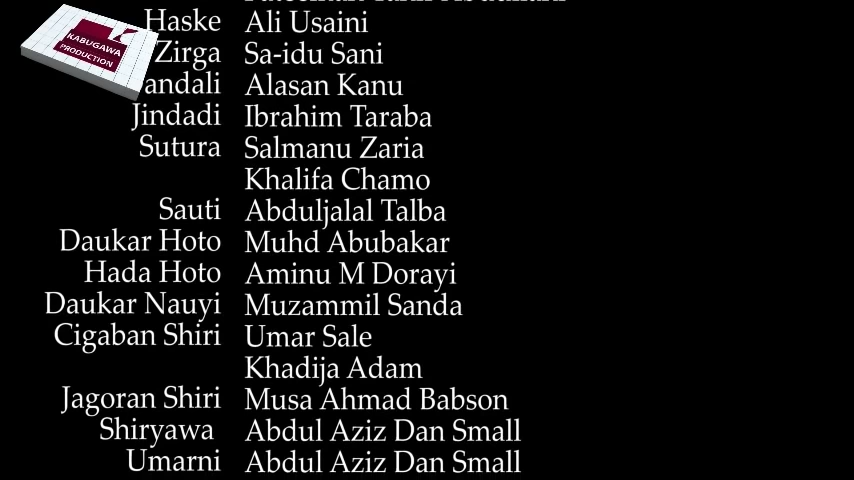 KABUGAWA
PRODUCTION
Haske Ali Usaini
Zirga Sa-idu Sani
andali Alasan Kanu
Jindadi Ibrahim Taraba
Sutura Salmanu Zaria
Khalifa Chamo
Sauti Abduljalal Talba
Daukar Hoto Muhd Abubakar
Hada Hoto Aminu M Dorayi
Daukar Nauyi Muzammil Sanda
Cigaban Shiri Umar Sale
Khadija Adam
Jagoran Shiri Musa Ahmad Babson
Shiryawa Abdul Aziz Dan Small
Umarni Abdul Aziz Dan Small